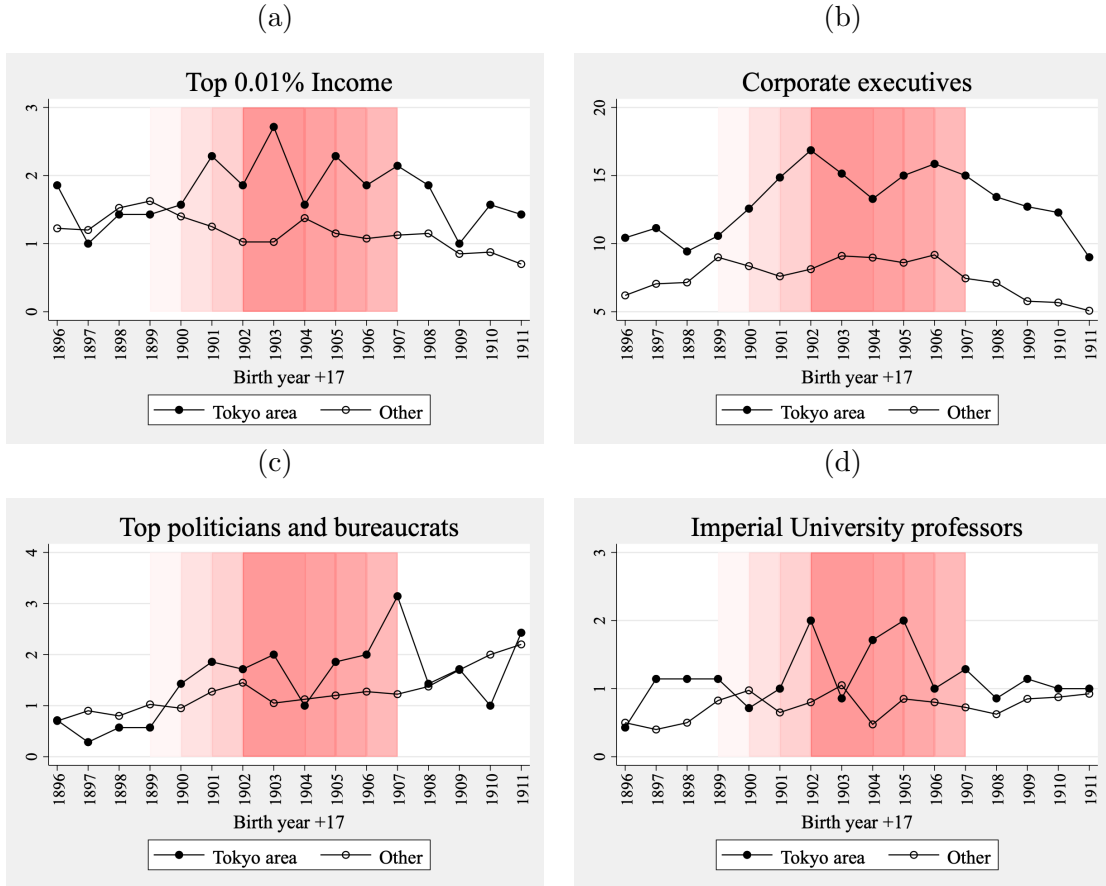 (a)
Top 0.01% Income
3
2
1
0
1896 1897 1898 1899 1900 1901 1902 1903 1904 1905 1906 1907 1908 1909 1910 1911
Birth year +17
Tokyo area Other
(b)
Corporate executives
20
15
10
5
1896 1897 1898 1899 1900 1901 1902 1903 1904 1905 1906 1907 1908 1909 1910 1911
Birth year +17
Tokyo area Other
(c)
Top politicians and bureaucrats
4
3
2
1
0
1896 1897 1898 1899 1900 1901 1902 1903 1904 1905 1906 1907 1908 1909 1910 1911
Birth year +17
Tokyo area Other
(d)
Imperial University professors
3
2
1
0
1896 1897 1898 1899 1900 1901 1902 1903 1904 1905 1906 1907 1908 1909 1910 1911
Birth year +17
Tokyo area Other